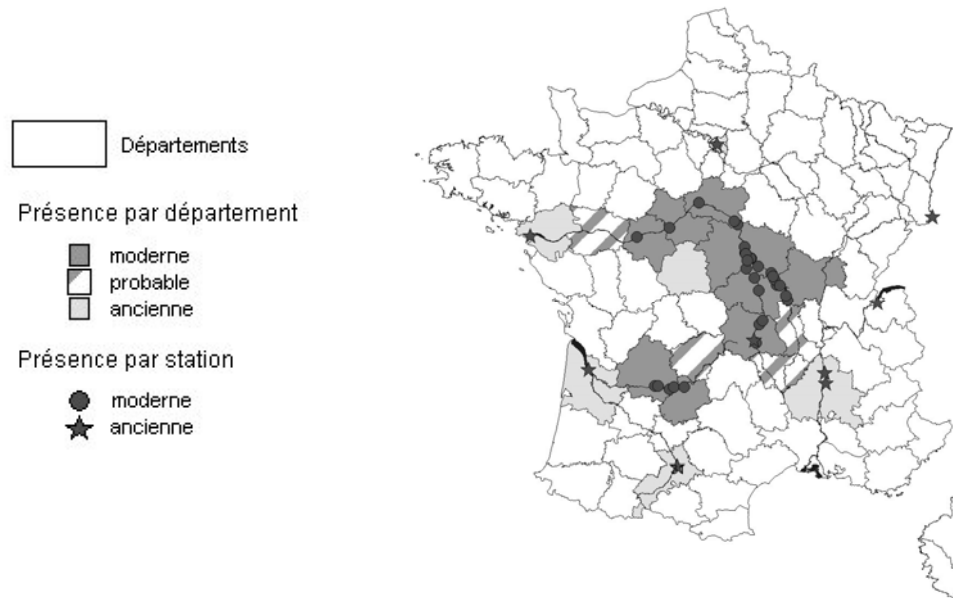 Départements
Présence par département
moderne
probable
ancienne
Présence par station
moderne
ancienne